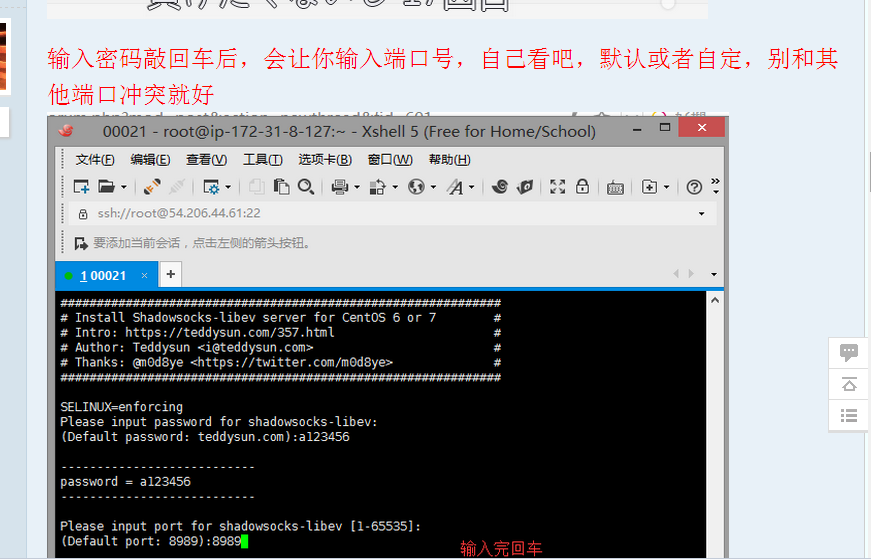 输入密码敲回车后，会让你输入端口号，自己看吧，默认或者自定，别和其
他端口冲突就好
00021 - root@ip-172-31-8-127:~ - Xshell 5 (Free for Home/School)
文件(F) 编辑(E) 查看(V) 工具(T) 选项卡(B) 窗口(W) 帮助(H)
ssh://root@54.206.44.61:22
要添加当前会话，点击左侧的箭头按钮。
1 00021
############################################################
# Install Shadowsocks-libev server for CentOS 6 or 7 #
# Intro: https://teddysun.com/357.html #
# Author: Teddysun <i@teddysun.com> #
# Thanks: @m0d8ye <https://twitter.com/m0d8ye> #
############################################################
SELINUX=enforcing
Please input password for shadowsocks-libev:
(Default password: teddysun.com):a123456
---------------------------
password = a123456
---------------------------
Please input port for shadowsocks-libev [1-65535]:
(Default port: 8989):8989
输入完回车